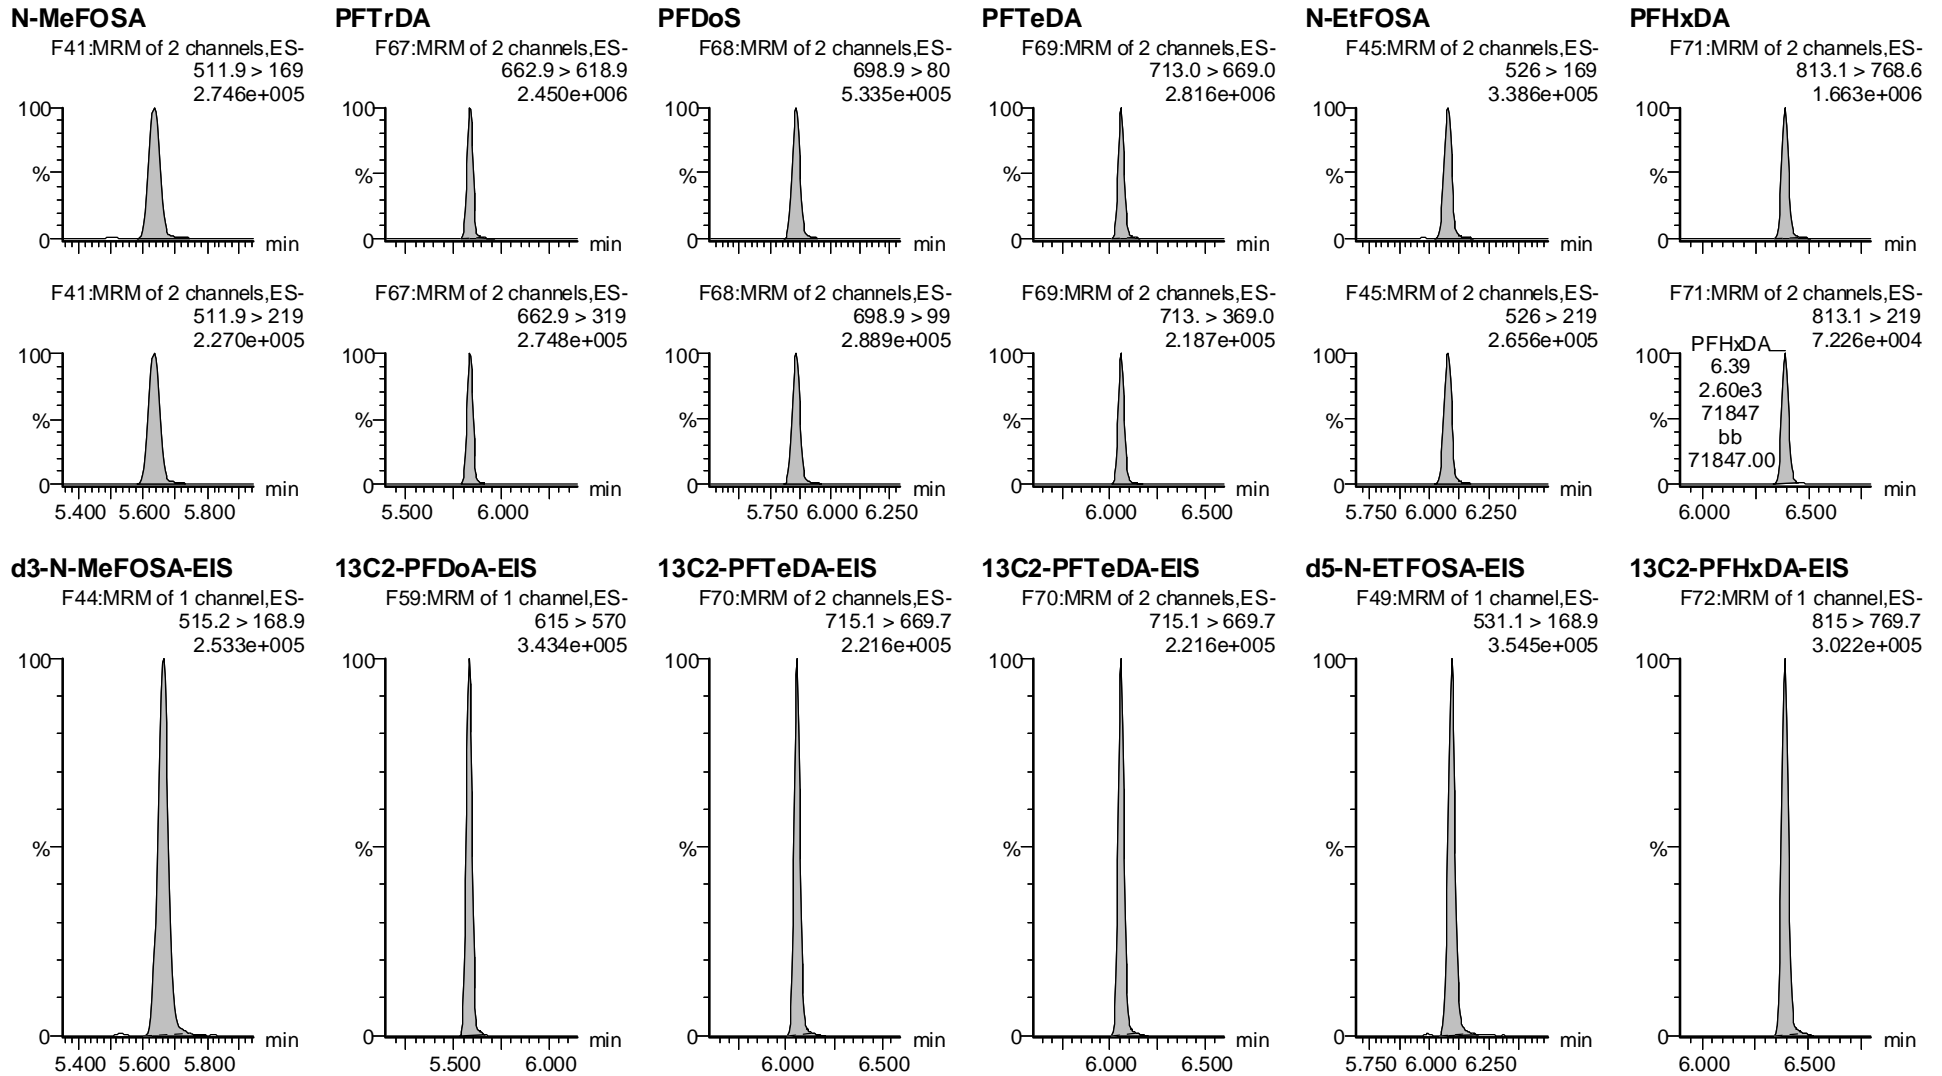 N-MeFOSA
F41:MRM of 2 channels,ES-
511.9 > 169
2.746e+005
100
%
0
min
PFTrDA
F67:MRM of 2 channels,ES-
662.9 > 618.9
2.450e+006
100
%
0
min
PFDoS
F68:MRM of 2 channels,ES-
698.9 > 80
5.335e+005
100
%
0
min
PFTeDA
F69:MRM of 2 channels,ES-
713.0 > 669.0
2.816e+006
100
%
0
min
N-EtFOSA
F45:MRM of 2 channels,ES-
526 > 169
3.386e+005
100
%
0
min
PFHxDA
F71:MRM of 2 channels,ES-
813.1 > 768.6
1.663e+006
100
%
0
min
F41:MRM of 2 channels,ES-
511.9 > 219
2.270e+005
100
%
0
min
5.400 5.600 5.800
F67:MRM of 2 channels,ES-
662.9 > 319
2.748e+005
100
%
0
min
5.500 6.000
F68:MRM of 2 channels,ES-
698.9 > 99
2.889e+005
100
%
0
min
5.750 6.000 6.250
F69:MRM of 2 channels,ES-
713. > 369.0
2.187e+005
100
%
0
min
6.000 6.500
F45:MRM of 2 channels,ES-
526 > 219
2.656e+005
100
%
0
min
5.750 6.000 6.250
F71:MRM of 2 channels,ES-
813.1 > 219
7.226e+004
PFHxDA
6.39
2.60e3
71847
bb
71847.00
100
%
0
min
6.000 6.500
d3-N-MeFOSA-EIS
F44:MRM of 1 channel,ES-
515.2 > 168.9
2.533e+005
100
%
0
min
5.400 5.600 5.800
13C2-PFDoA-EIS
F59:MRM of 1 channel,ES-
615 > 570
3.434e+005
100
%
0
min
5.500 6.000
13C2-PFTeDA-EIS
F70:MRM of 2 channels,ES-
715.1 > 669.7
2.216e+005
100
%
0
min
6.000 6.500
13C2-PFTeDA-EIS
F70:MRM of 2 channels,ES-
715.1 > 669.7
2.216e+005
100
%
0
min
6.000 6.500
d5-N-ETFOSA-EIS
F49:MRM of 1 channel,ES-
531.1 > 168.9
3.545e+005
100
%
0
min
5.750 6.000 6.250
13C2-PFHxDA-EIS
F72:MRM of 1 channel,ES-
815 > 769.7
3.022e+005
100
%
0
min
6.000 6.500